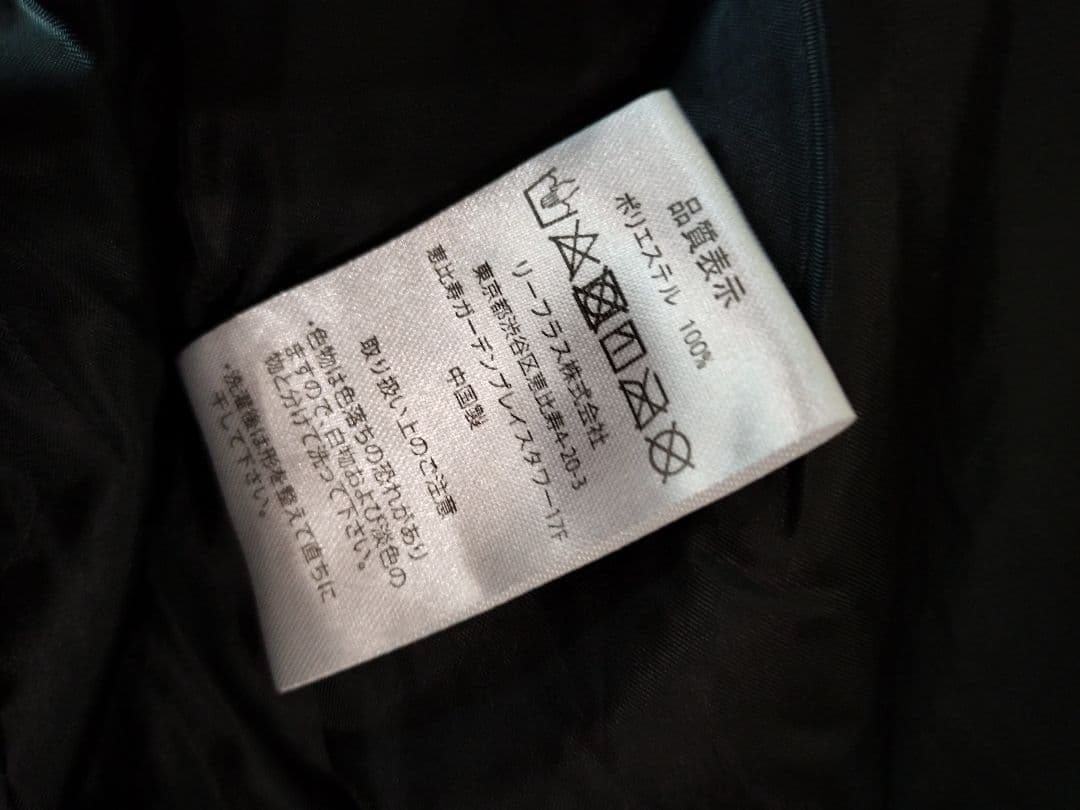 品質表示
ポリエステル 100%
リーフラス株式会社
東京都渋谷区恵比寿4-20-3
恵比寿ガーデンプレイスタワー17F
中国製
取り扱い上のご注意
・色物は色落ちの恐れがあり
ますので、白物および淡色の
物と分けて洗って下さい。
・洗濯後は形を整えて直ちに
干して下さい。